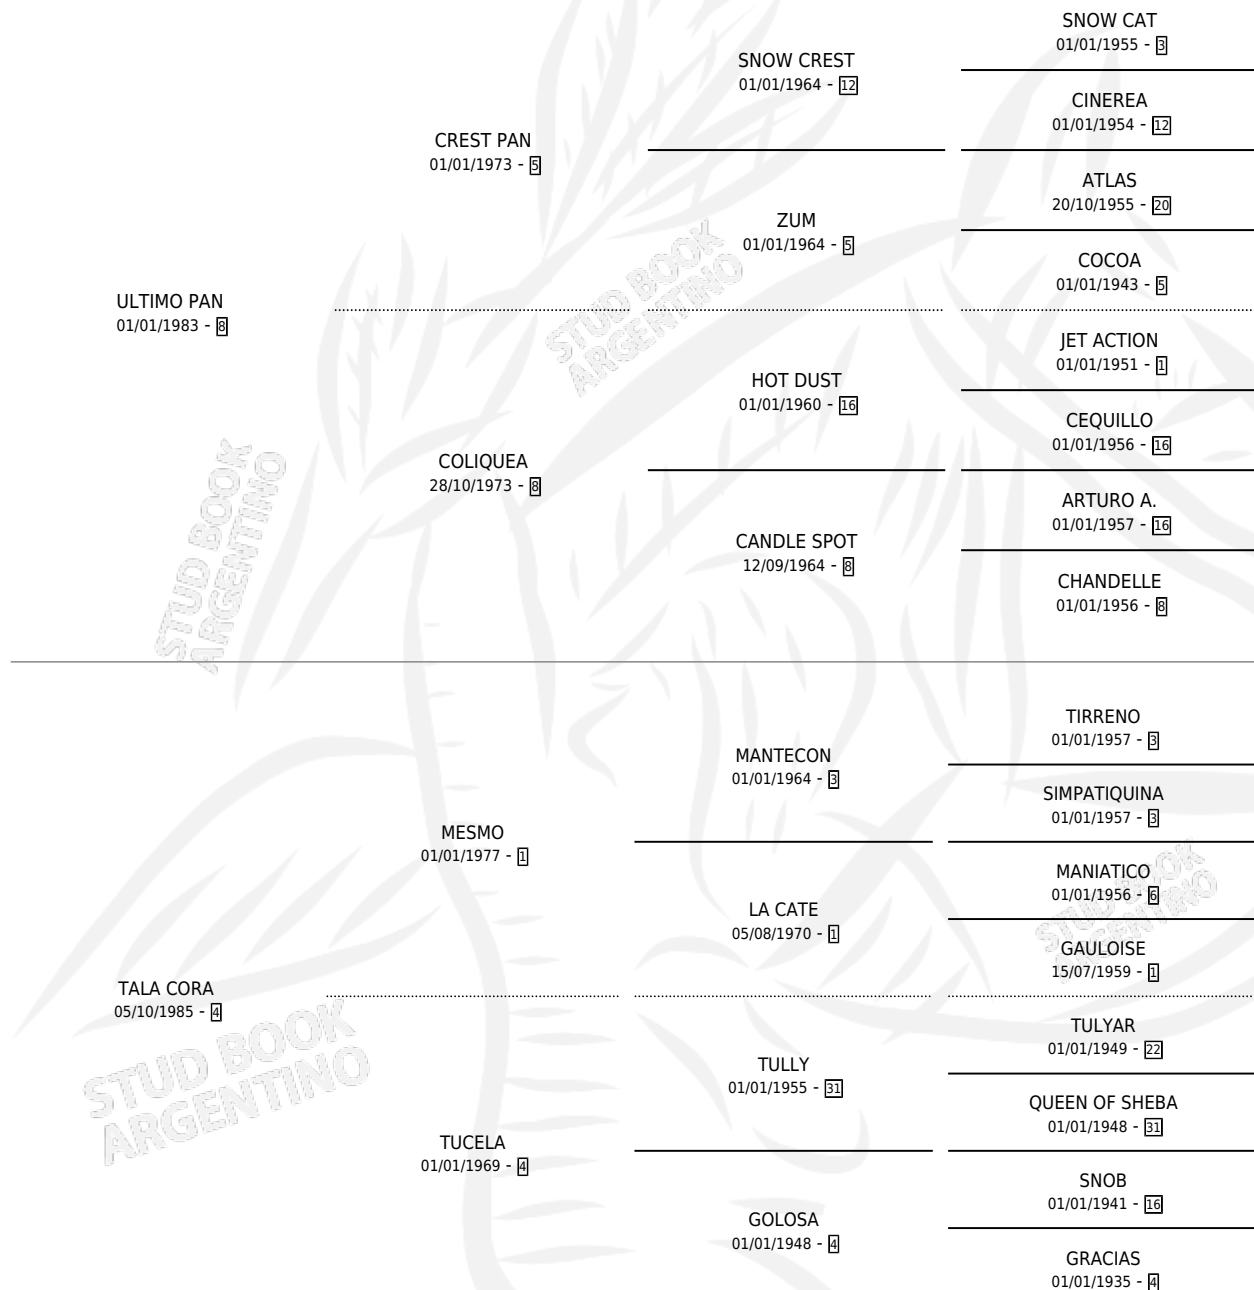 SNOW CAT
01/01/1955 - 3
SNOW CREST
01/01/1964 - 12
CINEREA
01/01/1954 - 12
CREST PAN
01/01/1973 - 5
ATLAS
20/10/1955 - 20
ZUM
01/01/1964 - 5
COCOA
01/01/1943 - 5
ULTIMO PAN
01/01/1983 - 8
JET ACTION
01/01/1951 - 1
HOT DUST
01/01/1960 - 16
CEQUILLO
01/01/1956 - 16
COLIQUEA
28/10/1973 - 8
ARTURO A.
01/01/1957 - 16
CANDLE SPOT
12/09/1964 - 8
CHANDELLE
01/01/1956 - 8
TIRRENO
01/01/1957 - 3
MANTECON
01/01/1964 - 3
SIMPATIQUINA
01/01/1957 - 3
MESMO
01/01/1977 - 1
MANIATICO
01/01/1956 - 6
LA CATE
05/08/1970 - 1
GAULOISE
15/07/1959 - 1
TALA CORA
05/10/1985 - 4
TULYAR
01/01/1949 - 22
TULLY
01/01/1955 - 31
QUEEN OF SHEBA
01/01/1948 - 31
TUCELA
01/01/1969 - 4
SNOB
01/01/1941 - 16
GOLOSA
01/01/1948 - 4
GRACIAS
01/01/1935 - 4
STUD BOOK
ARGENTINO
STUD BOOK
ARGENTINO
STUD BOOK
ARGENTINO
STUD BOOK
ARGENTINO